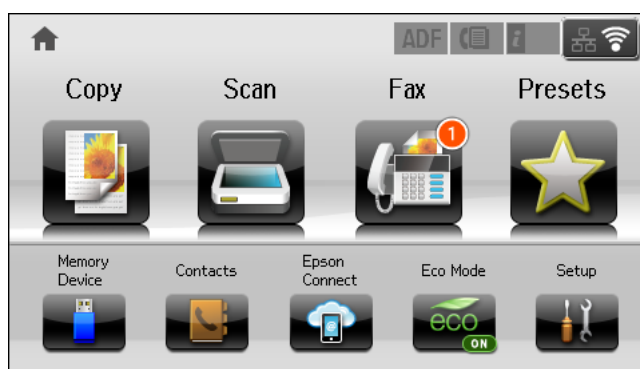 ADF i
Copy Scan Fax Presets
1
Memory Device Contacts Epson Connect Eco Mode Setup
@ eco
ON